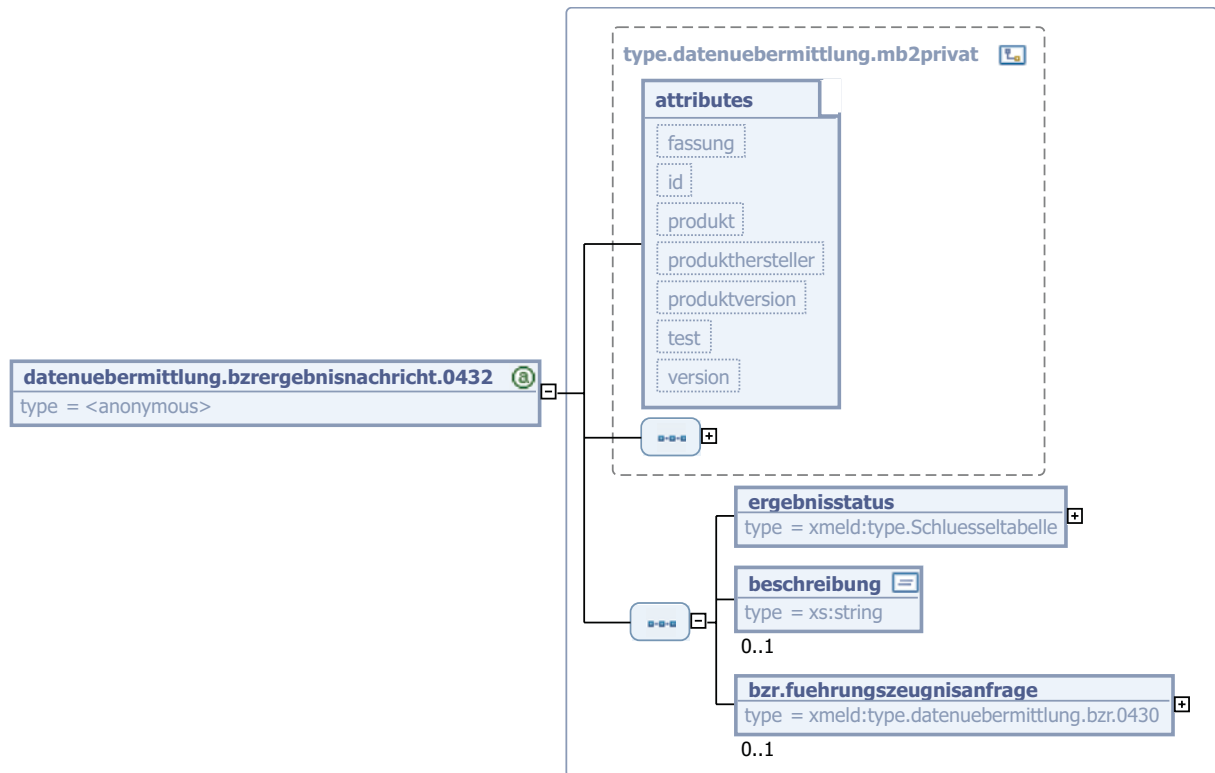 type.datenuebermittlung.mb2privat
attributes
fassung
id
produkt
produkthersteller
produktversion
test
version
datenuebermittlung.bzrergebnisnachricht.0432 a
type = <anonymous>
ergebnisstatus
type = xmeld:type.Schluesseltabelle
beschreibung
type = xs:string
0..1
bzr.fuehrungszeugnisanfrage
type = xmeld:type.datenuebermittlung.bzr.0430
0..1